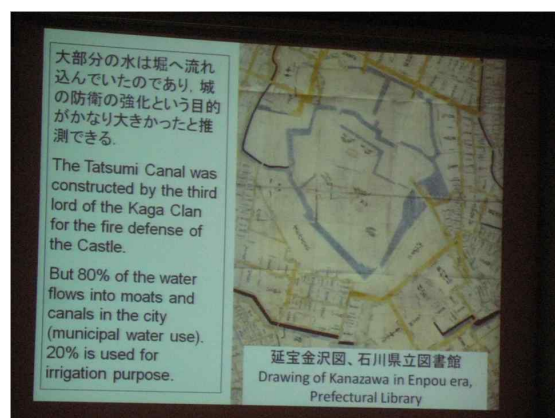 大部分の水は堀へ流れ
込んでいたのであり, 城
の防衛の強化という目的
がかなり大きかったと推
測できる.
The Tatsumi Canal was
constructed by the third
lord of the Kaga Clan
for the fire defense of
the Castle.
But 80% of the water
flows into moats and
canals in the city
(municipal water use).
20% is used for
irrigation purpose.
延宝金沢図、石川県立図書館
Drawing of Kanazawa in Enpou era,
Prefectural Library